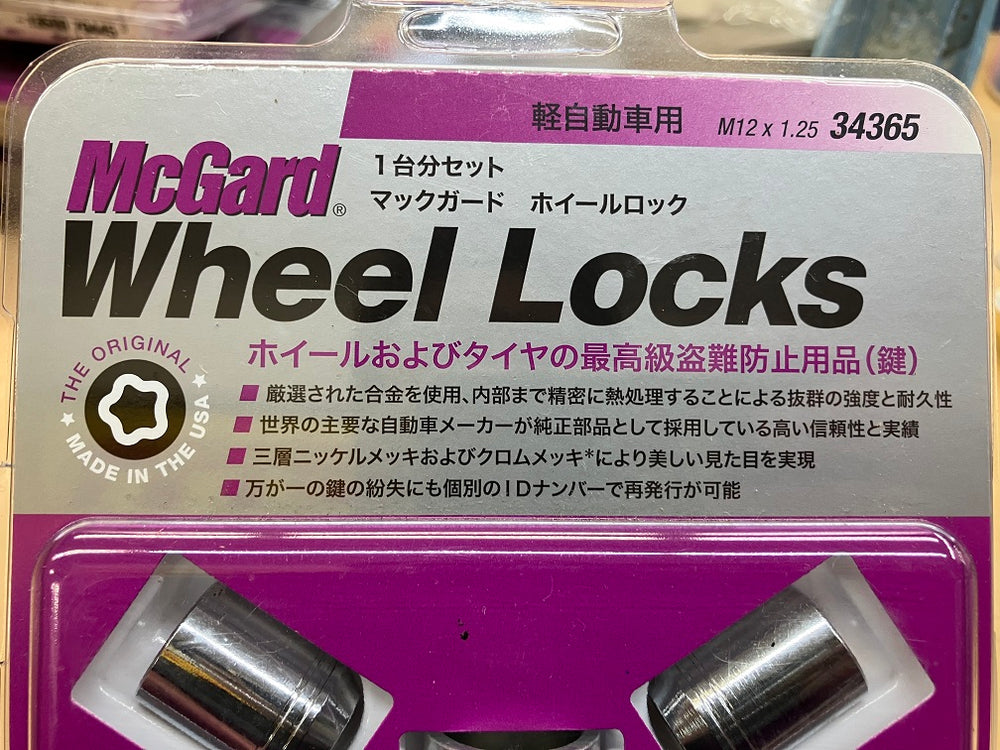 軽自動車用 M12 x 1.25 34365
McGard®
1台分セット
マックガード ホイールロック
Wheel Locks
ホイールおよびタイヤの最高級盗難防止用品(鍵)
THE ORIGINAL
★ MADE IN THE USA ★
■ 厳選された合金を使用、内部まで精密に熱処理することによる抜群の強度と耐久性
■ 世界の主要な自動車メーカーが純正部品として採用している高い信頼性と実績
■ 三層ニッケルメッキおよびクロムメッキ*により美しい見た目を実現
■ 万が一の鍵の紛失にも個別のIDナンバーで再発行が可能